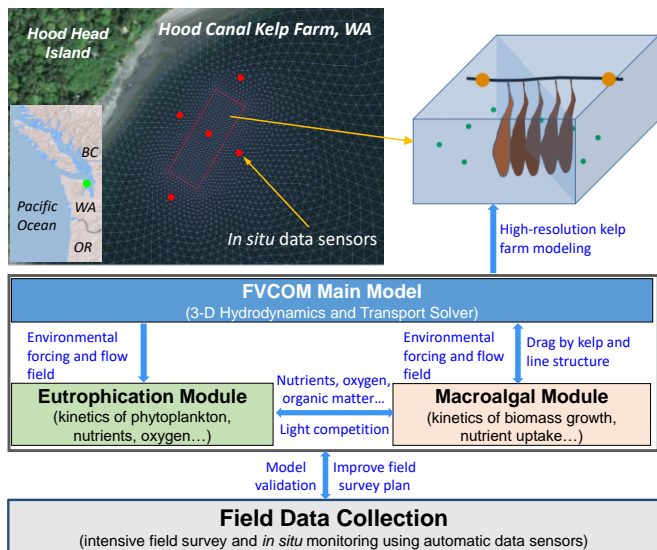 Hood Head
Island
Hood Canal Kelp Farm, WA
BC
Pacific
Ocean
WA
OR
In situ data sensors
High-resolution kelp
farm modeling
FVCOM Main Model
(3-D Hydrodynamics and Transport Solver)
Environmental
forcing and flow
field
Environmental
forcing and flow
field
Drag by kelp and
line structure
Eutrophication Module
(kinetics of phytoplankton,
nutrients, oxygen…)
Nutrients, oxygen,
organic matter…
Light competition
Macroalgal Module
(kinetics of biomass growth,
nutrient uptake…)
Model
validation
Improve field
survey plan
Field Data Collection
(intensive field survey and in situ monitoring using automatic data sensors)